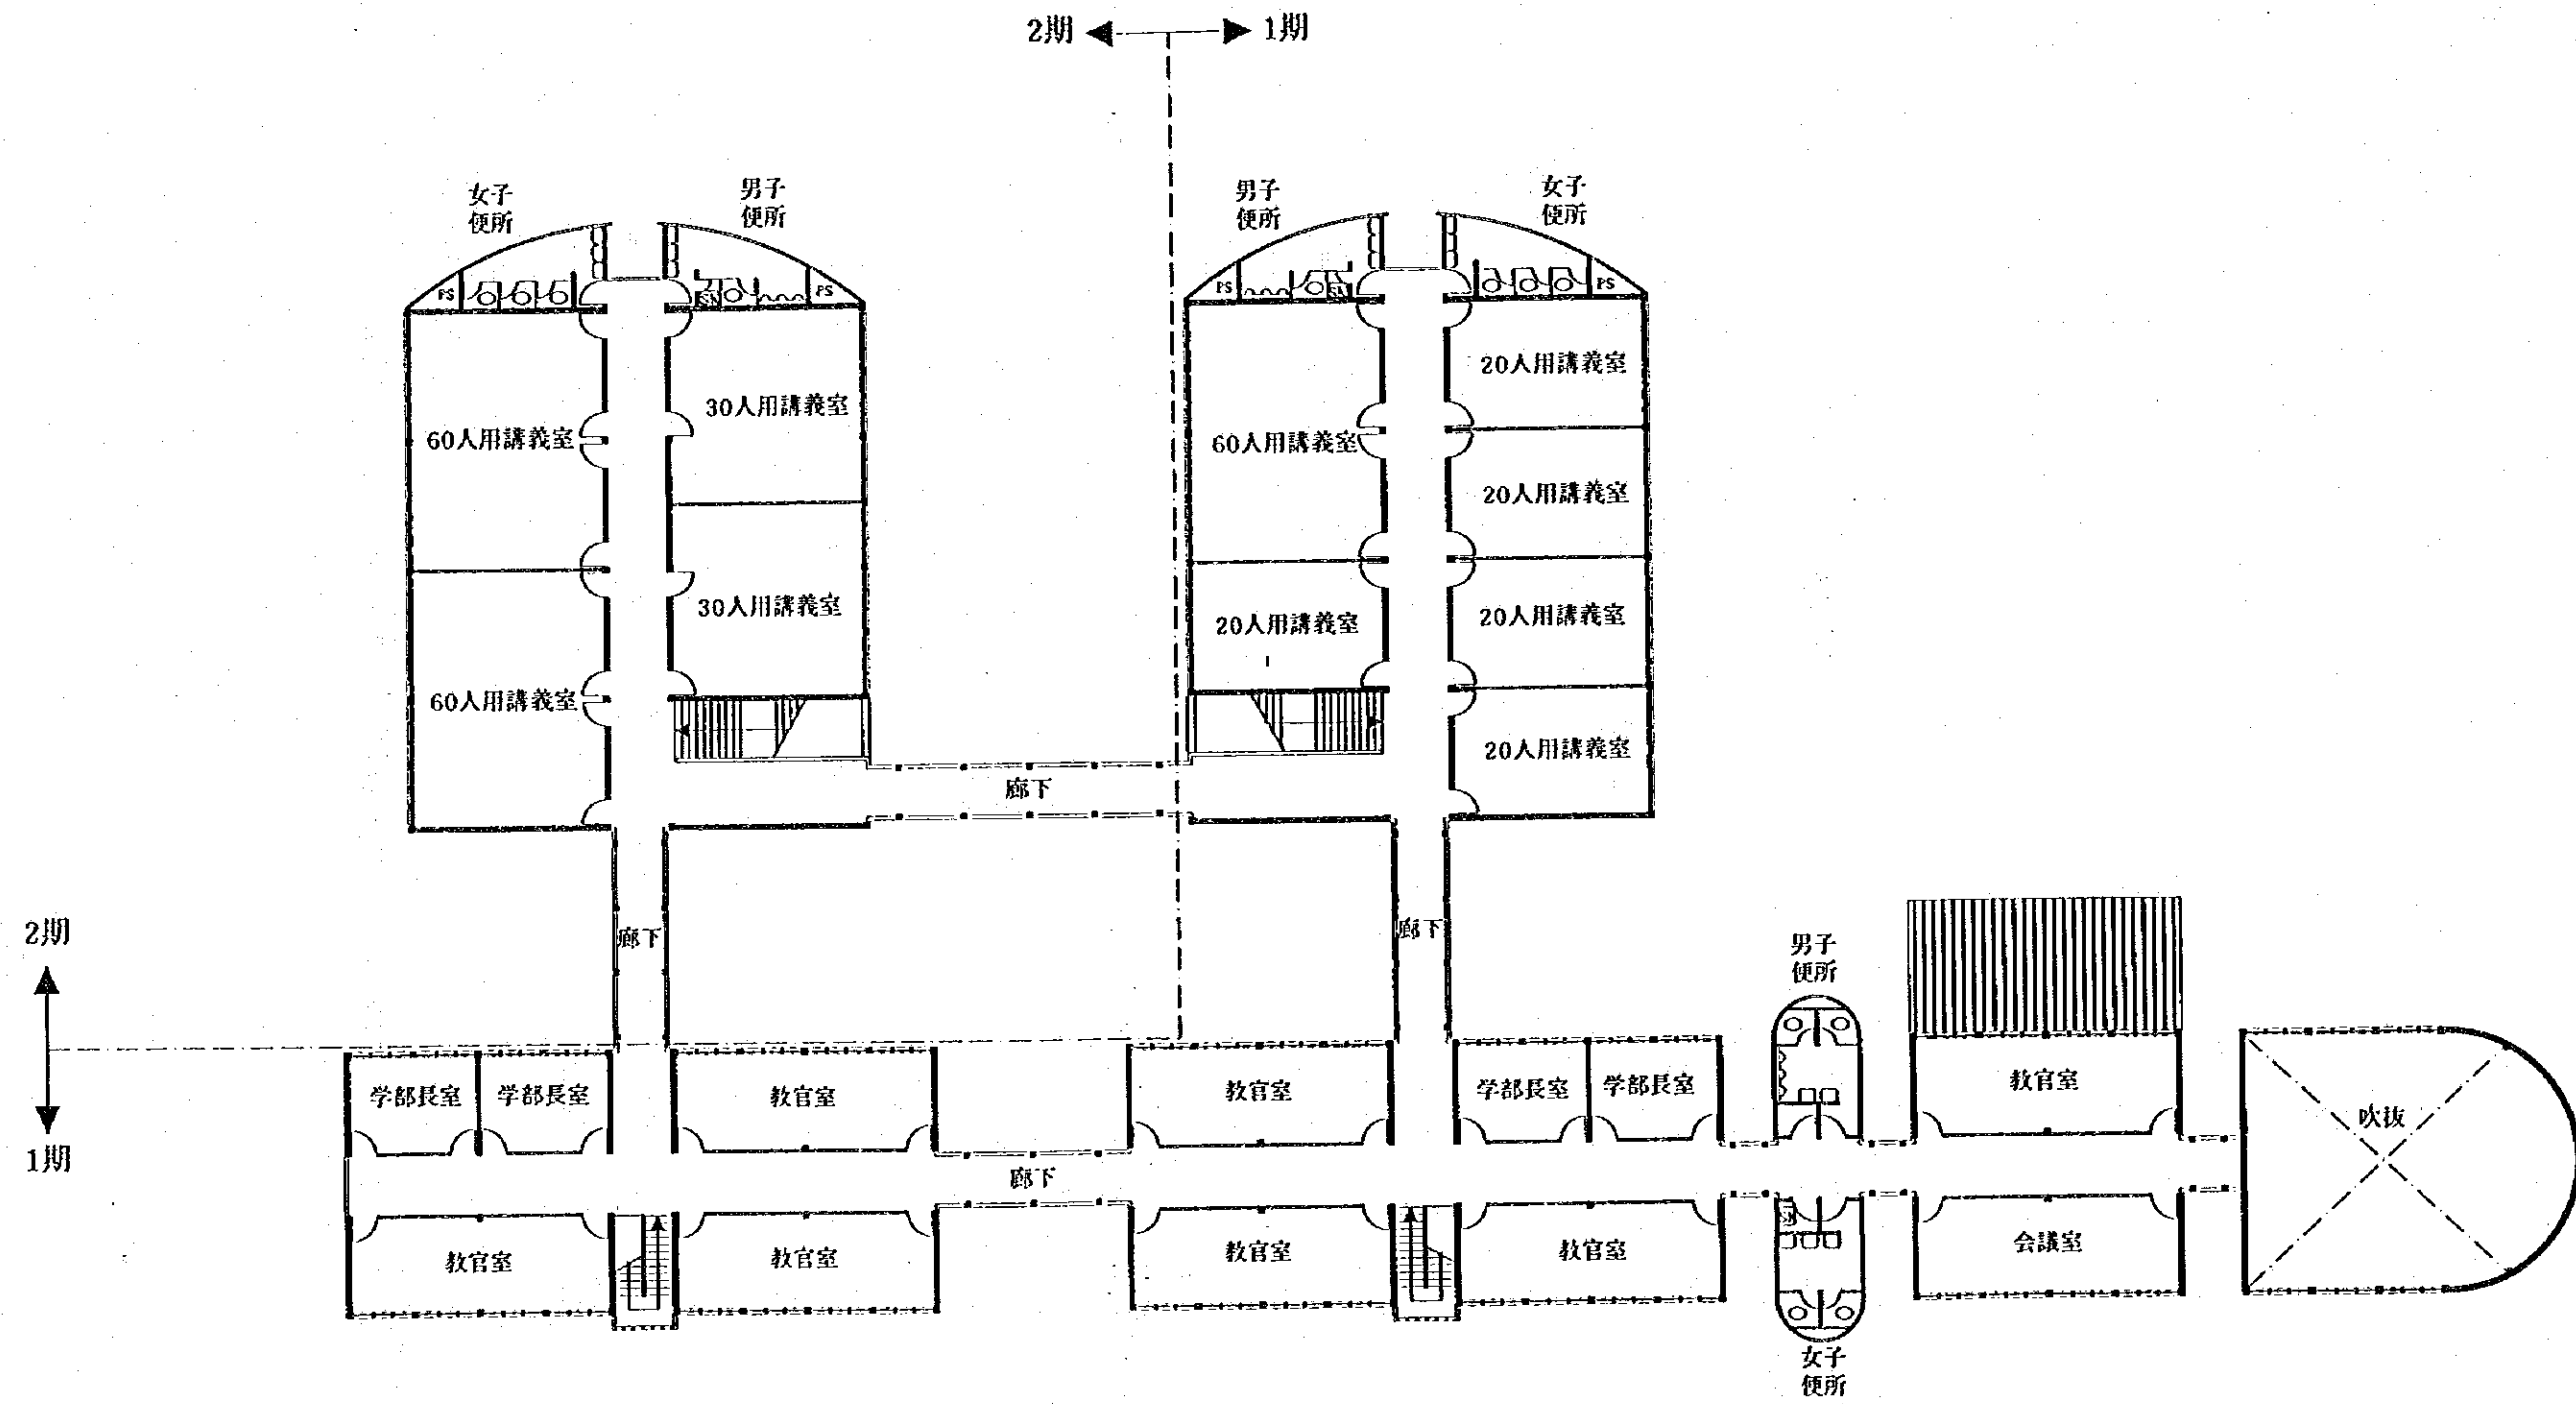 2期
1期
女子
便所
男子
便所
男子
便所
女子
便所
PS
PS
PS
PS
SK
SK
60人用講義室
30人用講義室
60人用講義室
20人用講義室
20人用講義室
30人用講義室
20人用講義室
20人用講義室
60人用講義室
20人用講義室
廊下
廊下
廊下
2期
1期
男子
便所
学部長室
学部長室
教官室
教官室
学部長室
学部長室
教官室
吹抜
廊下
SK
教官室
教官室
教官室
教官室
会議室
女子
便所